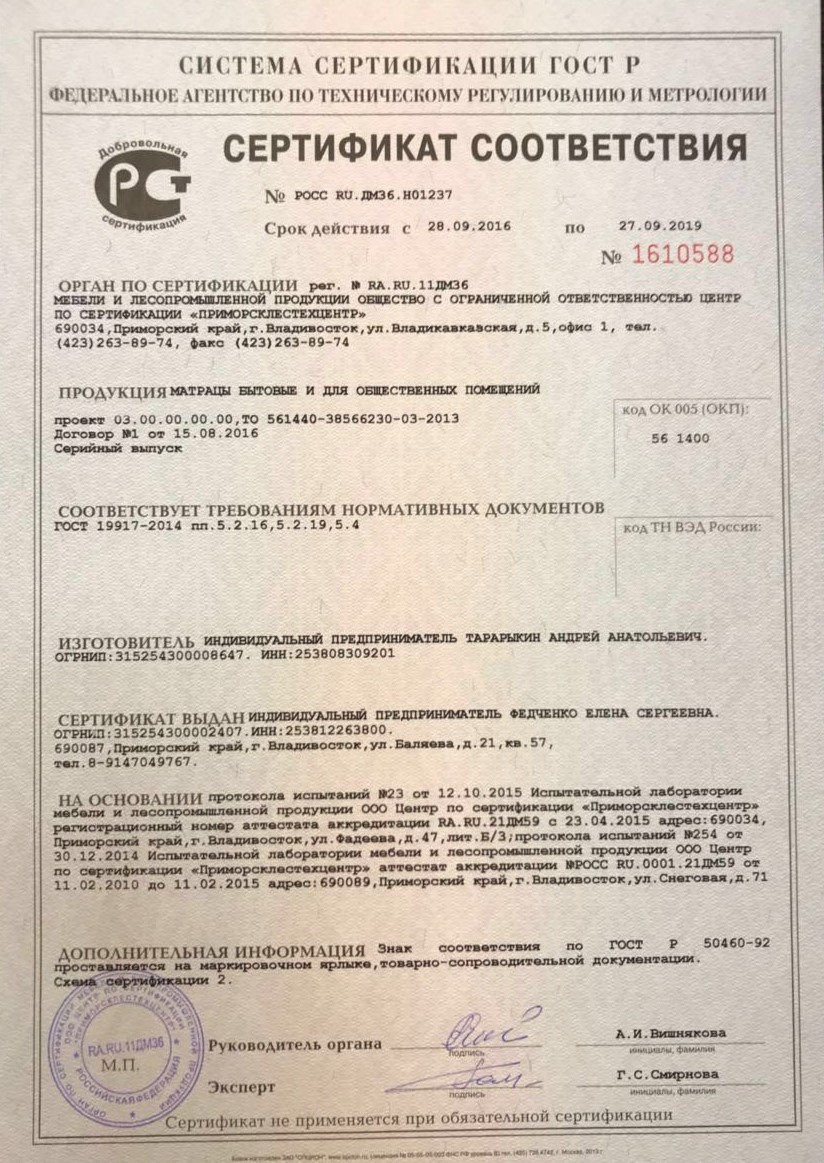 СИСТЕМА СЕРТИФИКАЦИИ ГОСТ Р
ФЕДЕРАЛЬНОЕ АГЕНТСТВО ПО ТЕХНИЧЕСКОМУ РЕГУЛИРОВАНИЮ И МЕТРОЛОГИИ
Добровольная
РСТ
сертификация
СЕРТИФИКАТ СООТВЕТСТВИЯ
№ РОСС RU.ДМ36.Н01237
Срок действия с 28.09.2016 по 27.09.2019
№ 1610588
ОРГАН ПО СЕРТИФИКАЦИИ рег. № RA.RU.11ДМ36
МЕБЕЛИ И ЛЕСОПРОМЫШЛЕННОЙ ПРОДУКЦИИ ОБЩЕСТВО С ОГРАНИЧЕННОЙ ОТВЕТСТВЕННОСТЬЮ ЦЕНТР
ПО СЕРТИФИКАЦИИ «ПРИМОРСКЛЕСТЕХЦЕНТР»
690034,Приморский край,г.Владивосток,ул.Владикавкавская,д.5,офис 1, тел.
(423)263-89-74, факс (423)263-89-74
ПРОДУКЦИЯ МАТРАЦЫ БЫТОВЫЕ И ДЛЯ ОБЩЕСТВЕННЫХ ПОМЕЩЕНИЙ
проект 03.00.00.00.00,ТО 561440-38566230-03-2013
Договор №1 от 15.08.2016
Серийный выпуск
код ОК 005 (ОКП):
56 1400
СООТВЕТСТВУЕТ ТРЕБОВАНИЯМ НОРМАТИВНЫХ ДОКУМЕНТОВ
ГОСТ 19917-2014 пп.5.2.16,5.2.19,5.4
код ТН ВЭД России:
ИЗГОТОВИТЕЛЬ ИНДИВИДУАЛЬНЫЙ ПРЕДПРИНИМАТЕЛЬ ТАРАРЫКИН АНДРЕЙ АНАТОЛЬЕВИЧ.
ОГРНИП:315254300008647. ИНН:253808309201
СЕРТИФИКАТ ВЫДАН ИНДИВИДУАЛЬНЫЙ ПРЕДПРИНИМАТЕЛЬ ФЕДЧЕНКО ЕЛЕНА СЕРГЕЕВНА.
ОГРНИП:315254300002407.ИНН:253812263800.
690087,Приморский край,г.Владивосток,ул.Баляева,д.21,кв.57,
тел.8-9147049767.
НА ОСНОВАНИИ протокола испытаний №23 от 12.10.2015 Испытательной лаборатории
мебели и лесопромышленной продукции ООО Центр по сертификации «Приморсклестехцентр»
регистрационный номер аттестата аккредитации RA.RU.21ДМ59 с 23.04.2015 адрес:690034,
Приморский край,г.Владивосток,ул.Фадеева,д.47,лит.Б/3;протокола испытаний №254 от
30.12.2014 Испытательной лаборатории мебели и лесопромышленной продукции ООО Центр
по сертификации «Приморсклестехцентр» аттестат аккредитации №РОСС RU.0001.21ДМ59 от
11.02.2010 до 11.02.2015 адрес:690089,Приморский край,г.Владивосток,ул.Снеговая,д.71
ДОПОЛНИТЕЛЬНАЯ ИНФОРМАЦИЯ Знак соответствия по ГОСТ Р 50460-92
проставляется на маркировочном ярлыке,товарно-сопроводительной документации.
Схема сертификации 2.
RA.RU.11ДМ36
РОССИЙСКАЯ ФЕДЕРАЦИЯ
М.П.
Руководитель органа
подпись
А.И.Вишнякова
инициалы, фамилия
Эксперт
подпись
Г.С.Смирнова
инициалы, фамилия
Сертификат не применяется при обязательной сертификации